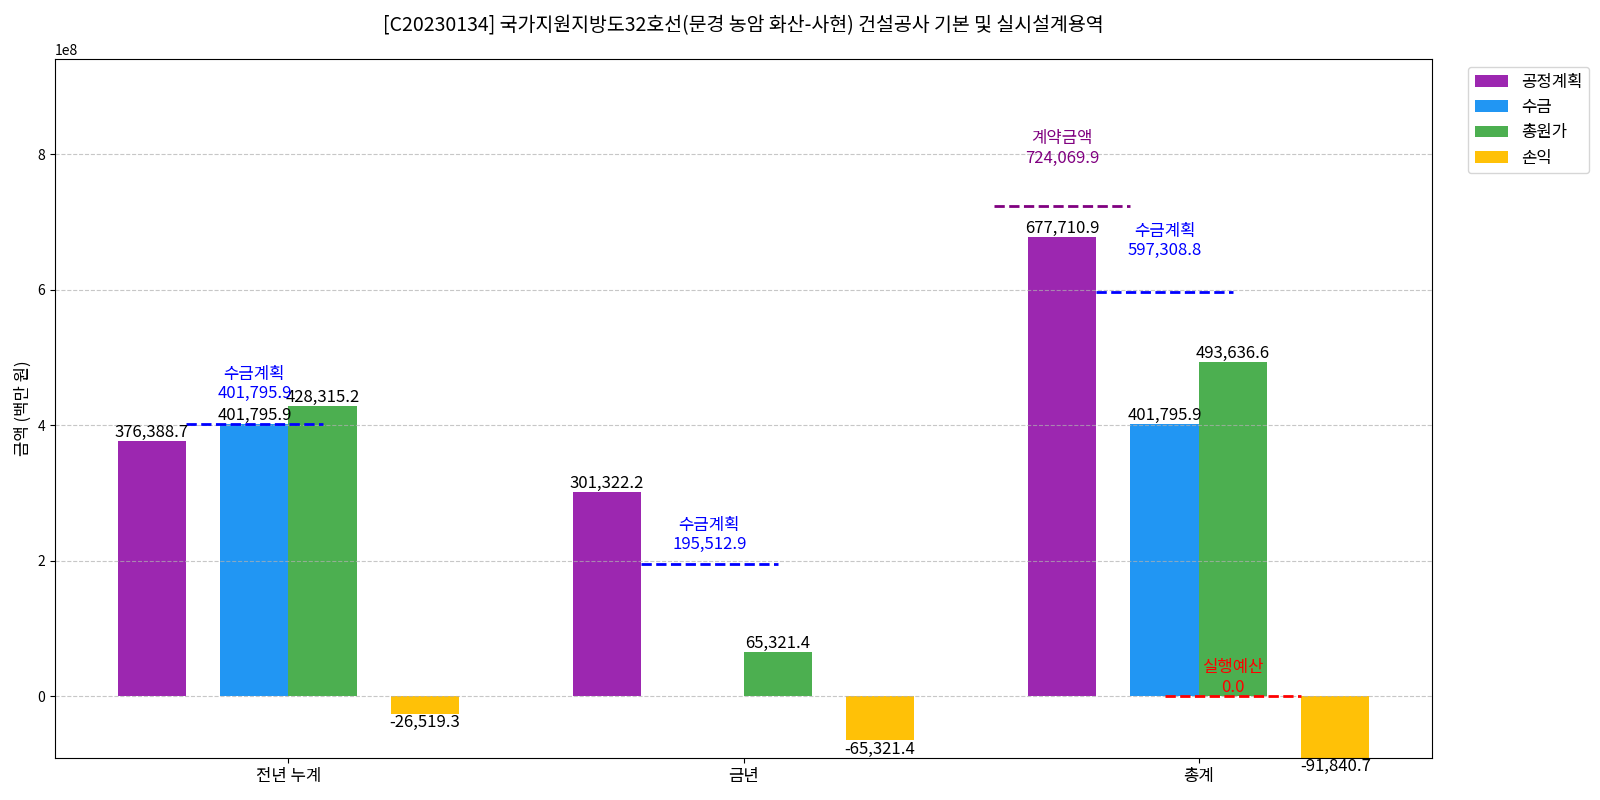 [C20230134] 국가지원지방도32호선(문경 농암 화산-사현) 건설공사 기본 및 실시설계용역
1e8
공정계획
수금
총원가
손익
금액 (백만 원)
8
6
4
2
0
계약금액
724,069.9
677,710.9
수금계획
597,308.8
493,636.6
401,795.9
수금계획
401,795.9
428,315.2
401,795.9
376,388.7
301,322.2
수금계획
195,512.9
65,321.4
실행예산
0.0
-26,519.3
-65,321.4
-91,840.7
전년 누계
금년
총계